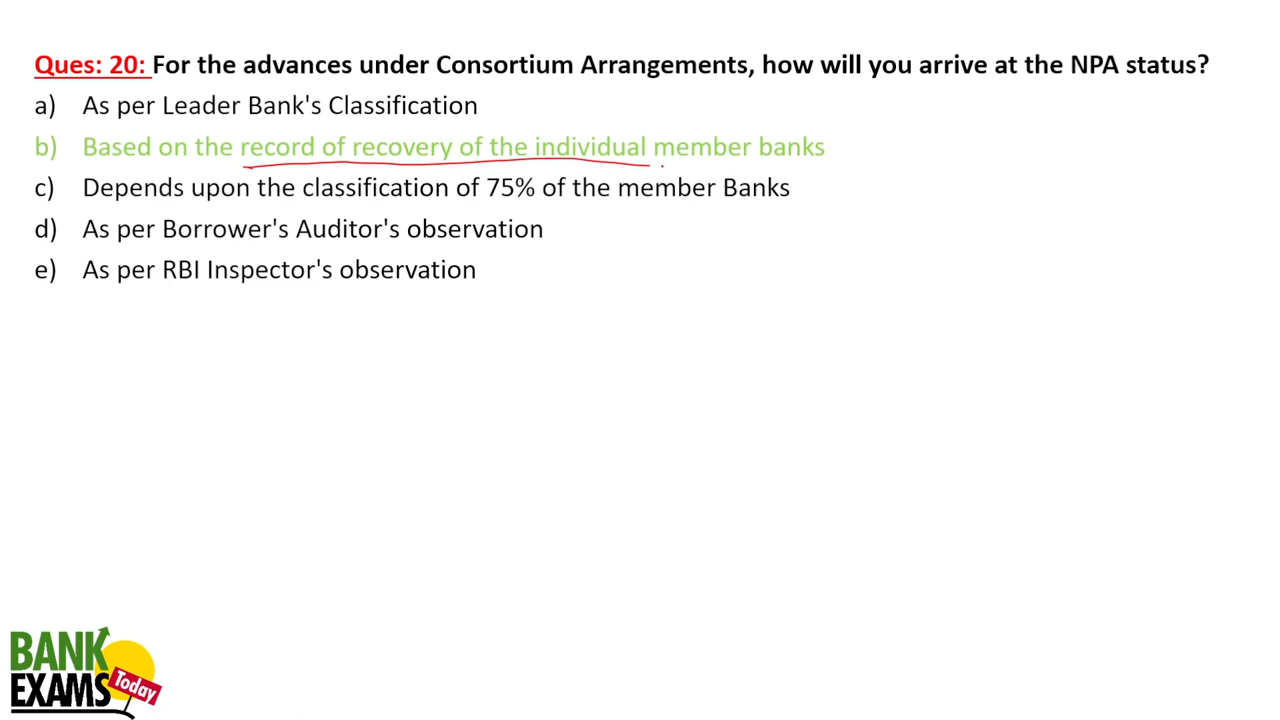 Ques: 20: For the advances under Consortium Arrangements, how will you arrive at the NPA status?
a) As per Leader Bank's Classification
b) Based on the record of recovery of the individual member banks
c) Depends upon the classification of 75% of the member Banks
d) As per Borrower's Auditor's observation
e) As per RBI Inspector's observation
BANK
EXAMS
Today